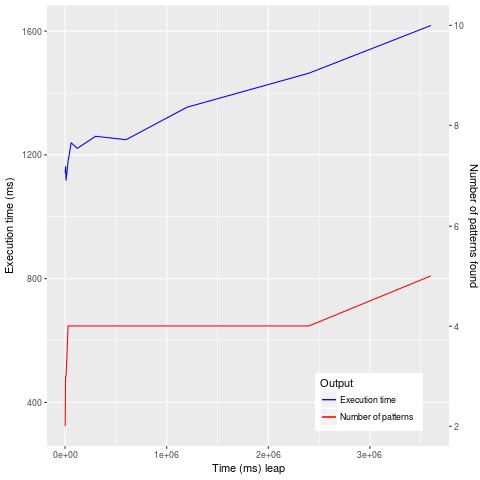 1600
1200
800
400
Execution time (ms)
10
8
6
4
2
Number of patterns found
0e+00 1e+06 2e+06 3e+06
Time (ms) leap
Output
Execution time
Number of patterns